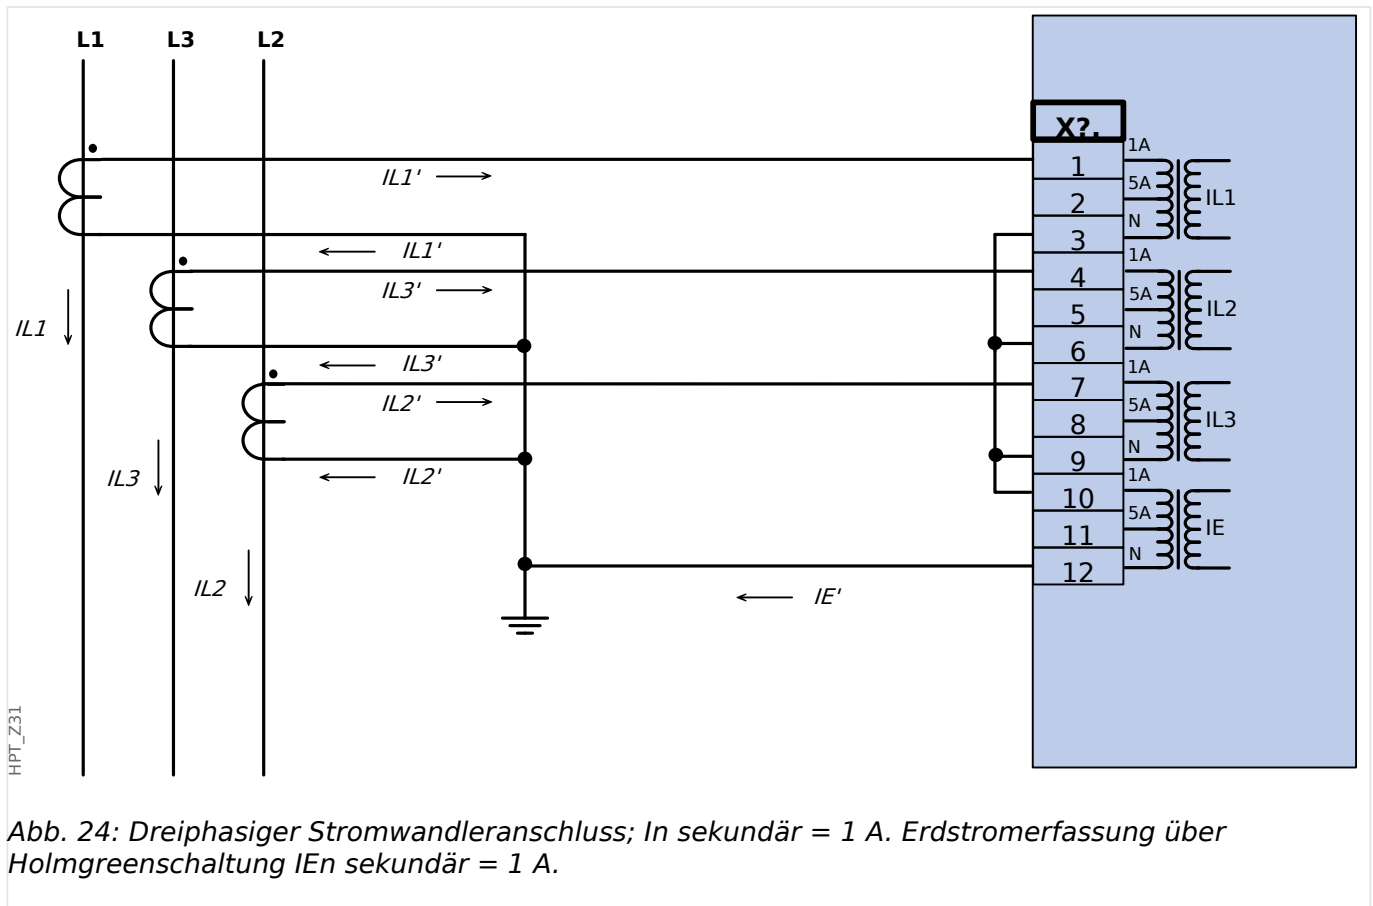 L1
L3
L2
X?.
1
2
3
4
5
6
7
8
9
10
11
12
1A
5A
N
IL1
1A
5A
N
IL2
1A
5A
N
IL3
1A
5A
N
IE
IL1'
IL1'
IL3'
IL3'
IL2'
IL2'
IE'
IL1
IL3
IL2
HPT_Z31
Abb. 24: Dreiphasiger Stromwandleranschluss; In sekundär = 1 A. Erdstromerfassung über
Holmgreenschaltung IEn sekundär = 1 A.